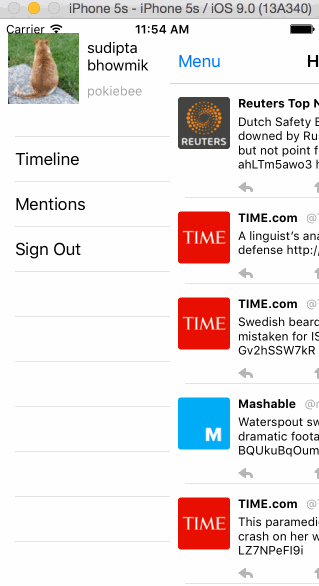 iPhone 5s - iPhone 5s / iOS 9.0 (13A340)
Carrier 11:54 AM
sudipta
bhowmik
pokiebee
Timeline
Mentions
Sign Out
Menu H
REUTERS
Reuters Top N
Dutch Safety B
downed by Rus
but not point f
ahLTm5awo3 h
TIME
TIME.com @T
A linguist's ana
defense http:/
TIME
TIME.com @T
Swedish beard
mistaken for IS
Gv2hSSW7kR
M
Mashable @m
Waterspout sw
dramatic foota
BQUkuBqOum
TIME
TIME.com @T
This paramedic
crash on her w
LZ7NPeFI9i